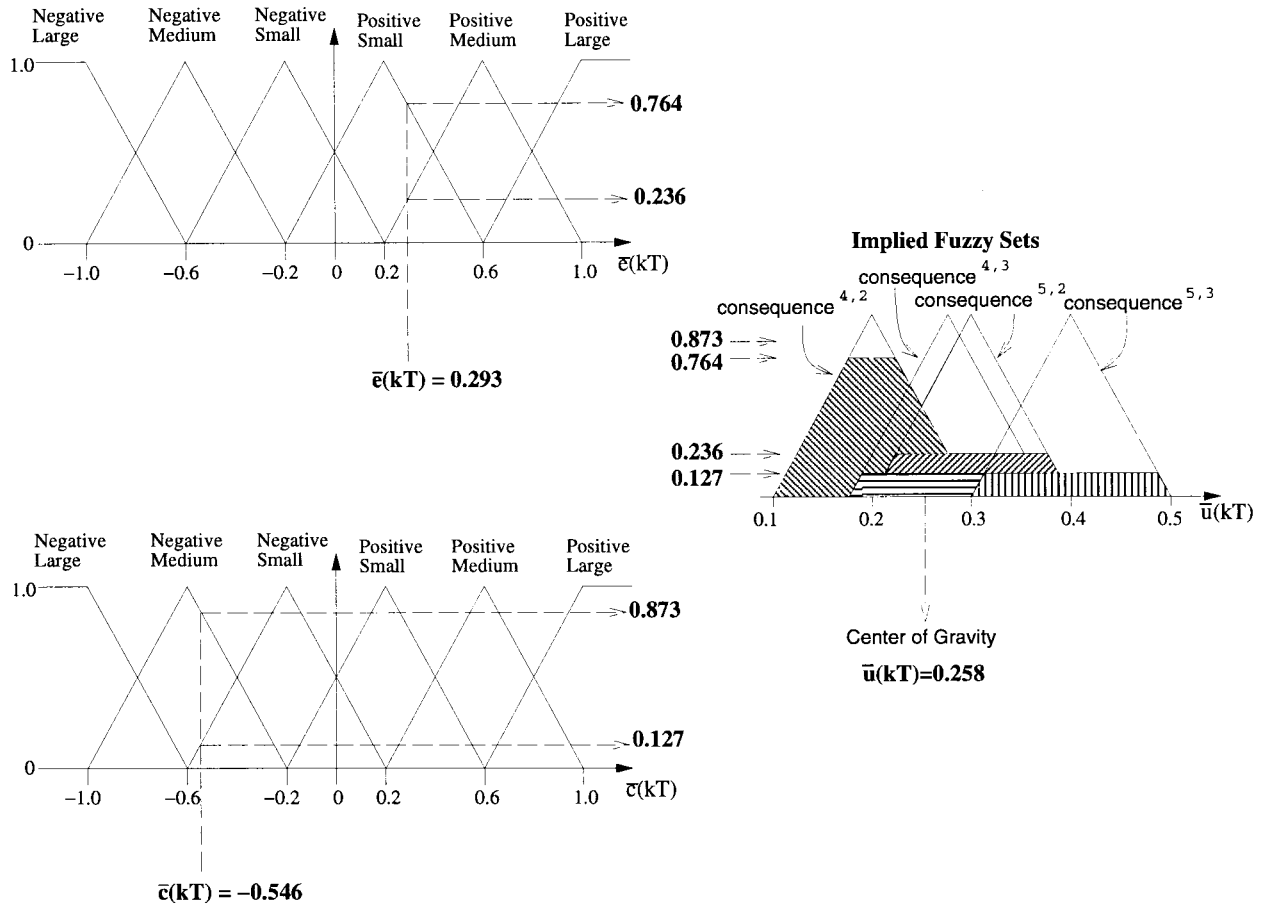 Negative Large
Negative Medium
Negative Small
Positive Small
Positive Medium
Positive Large
1.0
0.764
0.236
0
−1.0 −0.6 −0.2 0 0.2 0.6 1.0
e̅(kT)
e̅(kT) = 0.293
Negative Large
Negative Medium
Negative Small
Positive Small
Positive Medium
Positive Large
1.0
0.873
0.127
0
−1.0 −0.6 −0.2 0 0.2 0.6 1.0
c̅(kT)
c̅(kT) = −0.546
Implied Fuzzy Sets
consequence 4,3
consequence 4,2
consequence 5,2
consequence 5,3
0.873
0.764
0.236
0.127
0.1 0.2 0.3 0.4 0.5
u̅(kT)
Center of Gravity
u̅(kT)=0.258